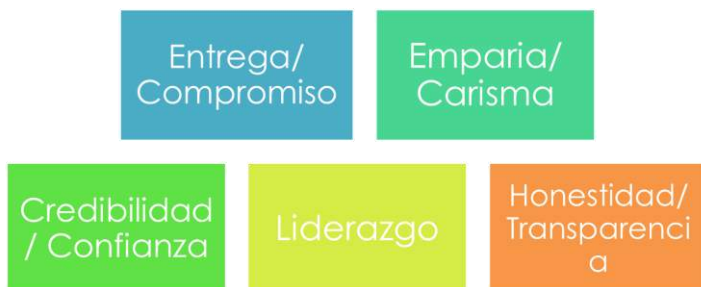 Entrega/
Compromiso
Emparia/
Carisma
Credibilidad
/ Confianza
Liderazgo
Honestidad/
Transparenci
a